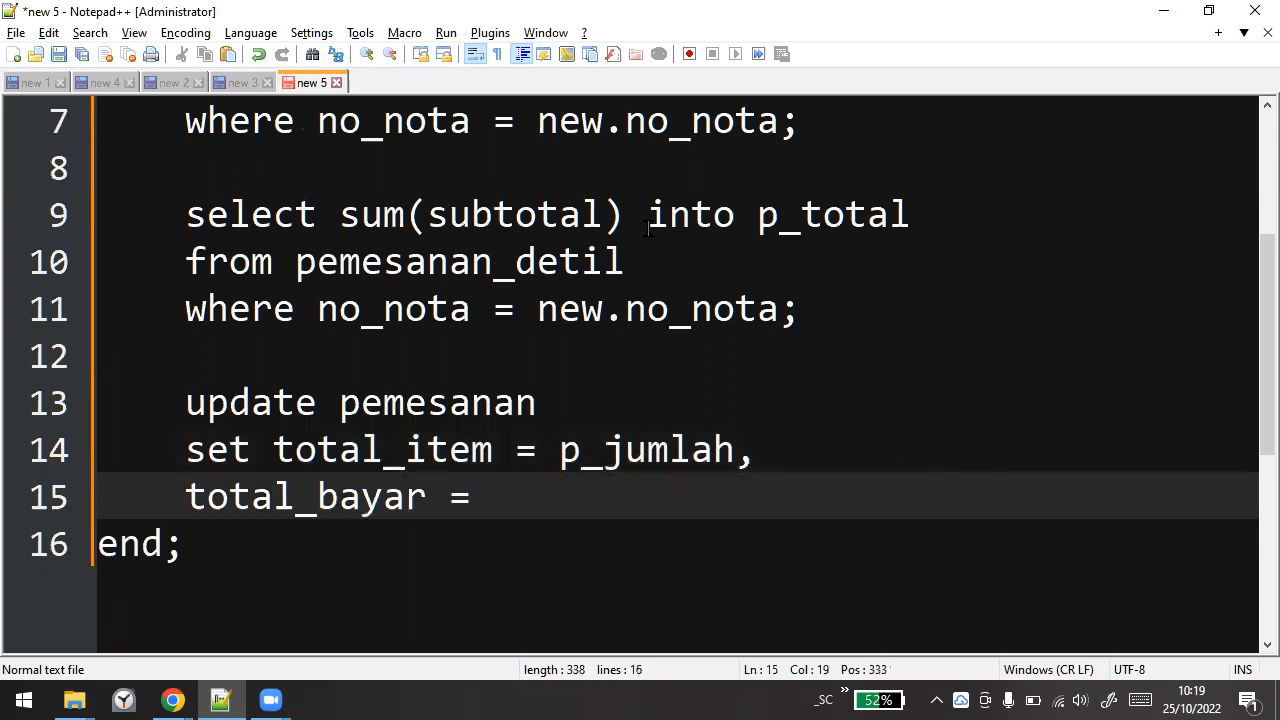 *new 5 - Notepad++ [Administrator]
File Edit Search View Encoding Language Settings Tools Macro Run Plugins Window ?
new 1 new 4 new 2 new 3 new 5
7 where no_nota = new.no_nota;
8
9 select sum(subtotal) into p_total
10 from pemesanan_detil
11 where no_nota = new.no_nota;
12
13 update pemesanan
14 set total_item = p_jumlah,
15 total_bayar =
16 end;
Normal text file length : 338 lines : 16 Ln : 15 Col : 19 Pos : 333 Windows (CR LF) UTF-8 INS
_SC 52% 10:19
25/10/2022